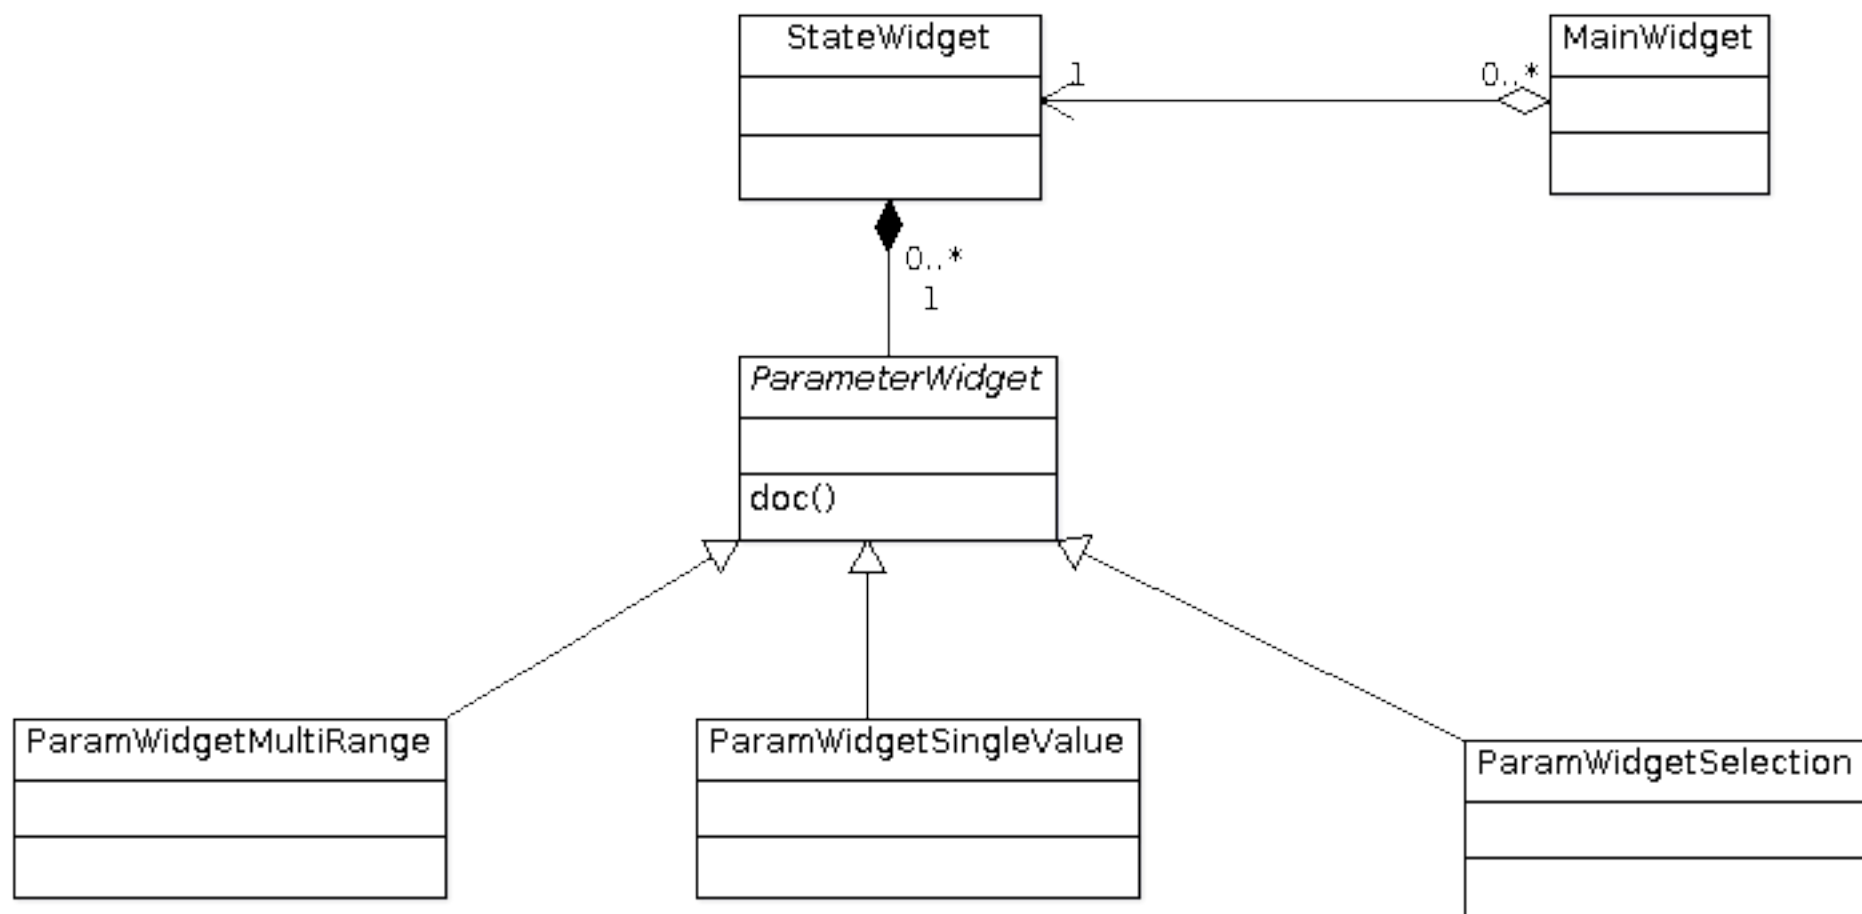 StateWidget
MainWidget
1
0..*
0..*
1
ParameterWidget
doc()
ParamWidgetMultiRange
ParamWidgetSingleValue
ParamWidgetSelection